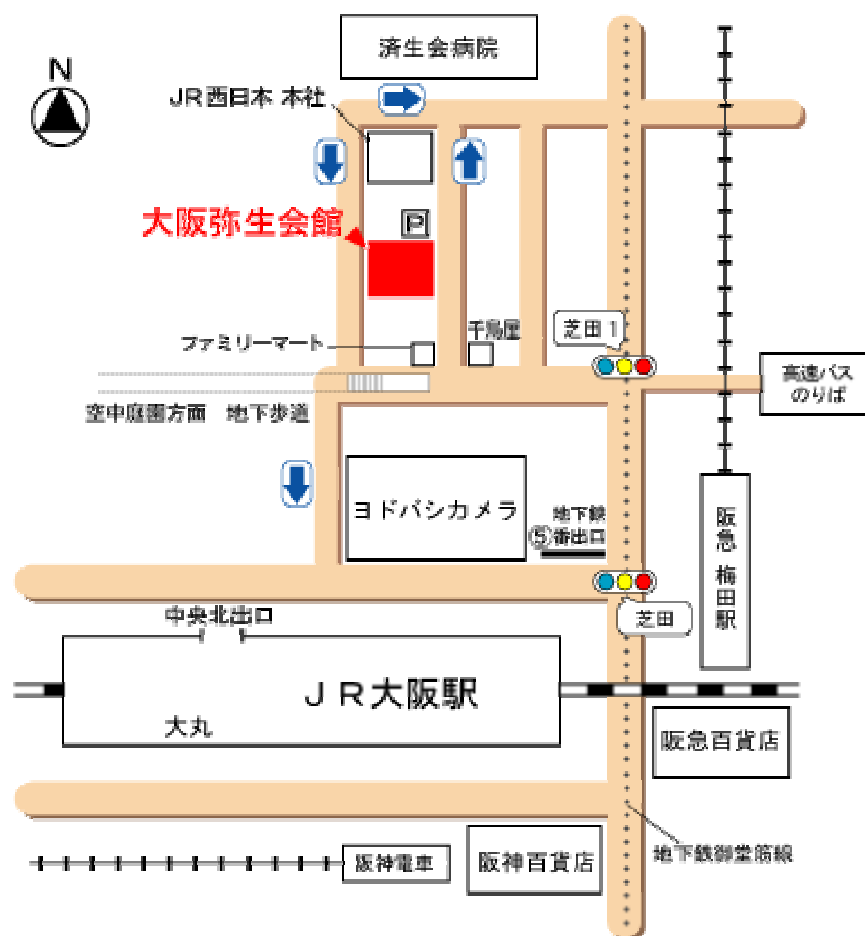 済生会病院
N
JR西日本 本社
P
大阪弥生会館
芝田1
千鳥屋
ファミリーマート
高速バス
のりば
空中庭園方面 地下歩道
ヨドバシカメラ
地下鉄
⑤番出口
阪急 梅田駅
中央北出口
芝田
JR大阪駅
大丸
阪急百貨店
阪神電車
阪神百貨店
地下鉄御堂筋線